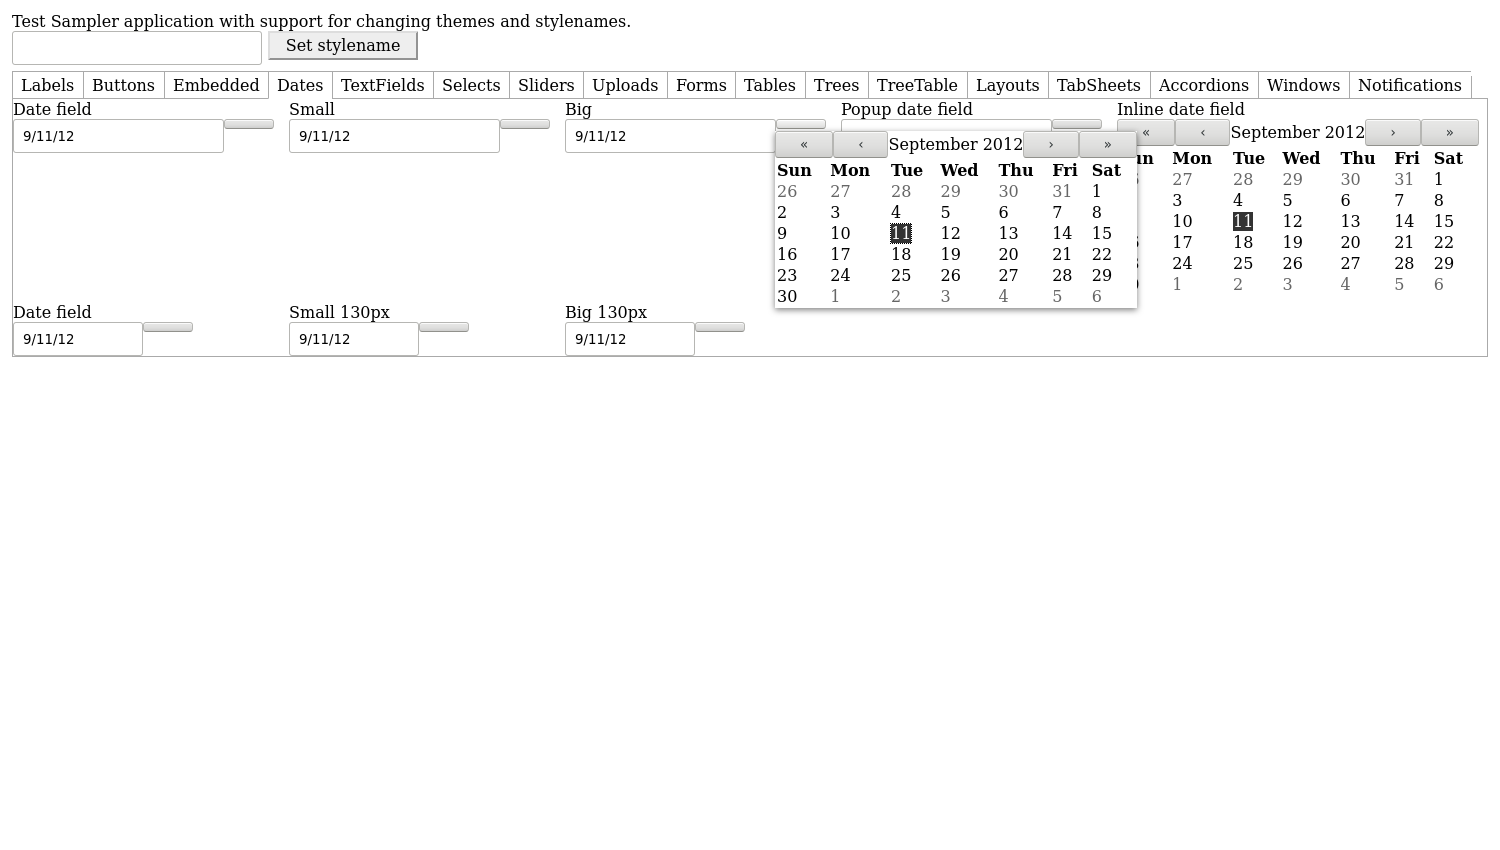 Test Sampler application with support for changing themes and stylenames.
Set stylename
Labels Buttons Embedded Dates TextFields Selects Sliders Uploads Forms Tables Trees TreeTable Layouts TabSheets Accordions Windows Notifications
Date field Small Big Popup date field Inline date field
9/11/12 9/11/12 9/11/12
« ‹ September 2012 › »
Sun Mon Tue Wed Thu Fri Sat
26 27 28 29 30 31 1
2 3 4 5 6 7 8
9 10 11 12 13 14 15
16 17 18 19 20 21 22
23 24 25 26 27 28 29
30 1 2 3 4 5 6
« ‹ September 2012 › »
Mon Tue Wed Thu Fri Sat
27 28 29 30 31 1
3 4 5 6 7 8
10 11 12 13 14 15
17 18 19 20 21 22
24 25 26 27 28 29
1 2 3 4 5 6
Date field Small 130px Big 130px
9/11/12 9/11/12 9/11/12